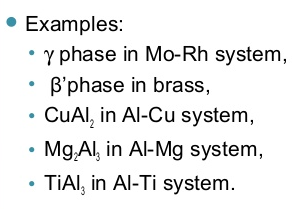 • Examples:
• γ phase in Mo-Rh system,
• β’phase in brass,
• CuAl₂ in Al-Cu system,
• Mg₂Al₃ in Al-Mg system,
• TiAl₃ in Al-Ti system.